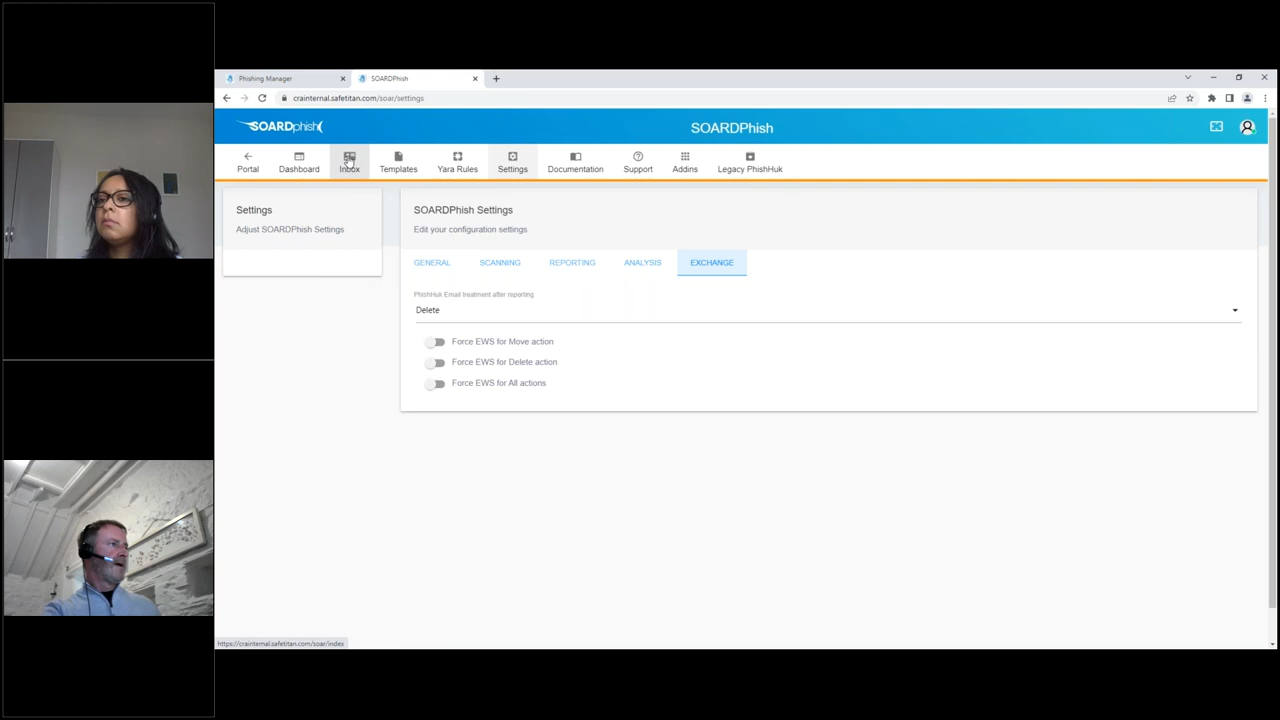 Phishing Manager
SOARDPhish
crainternal.safetitan.com/soar/settings
SOARDphish
SOARDPhish
Portal
Dashboard
Inbox
Templates
Yara Rules
Settings
Documentation
Support
Addins
Legacy PhishHuk
Settings
Adjust SOARDPhish Settings
SOARDPhish Settings
Edit your configuration settings
GENERAL
SCANNING
REPORTING
ANALYSIS
EXCHANGE
PhishHuk Email treatment after reporting
Delete
Force EWS for Move action
Force EWS for Delete action
Force EWS for All actions
https://crainternal.safetitan.com/soar/index